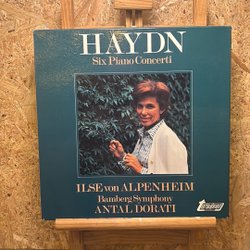 HAYDN
Six Piano Concerti
ILSE von ALPENHEIM
Bamberg Symphony
ANTAL DORATI